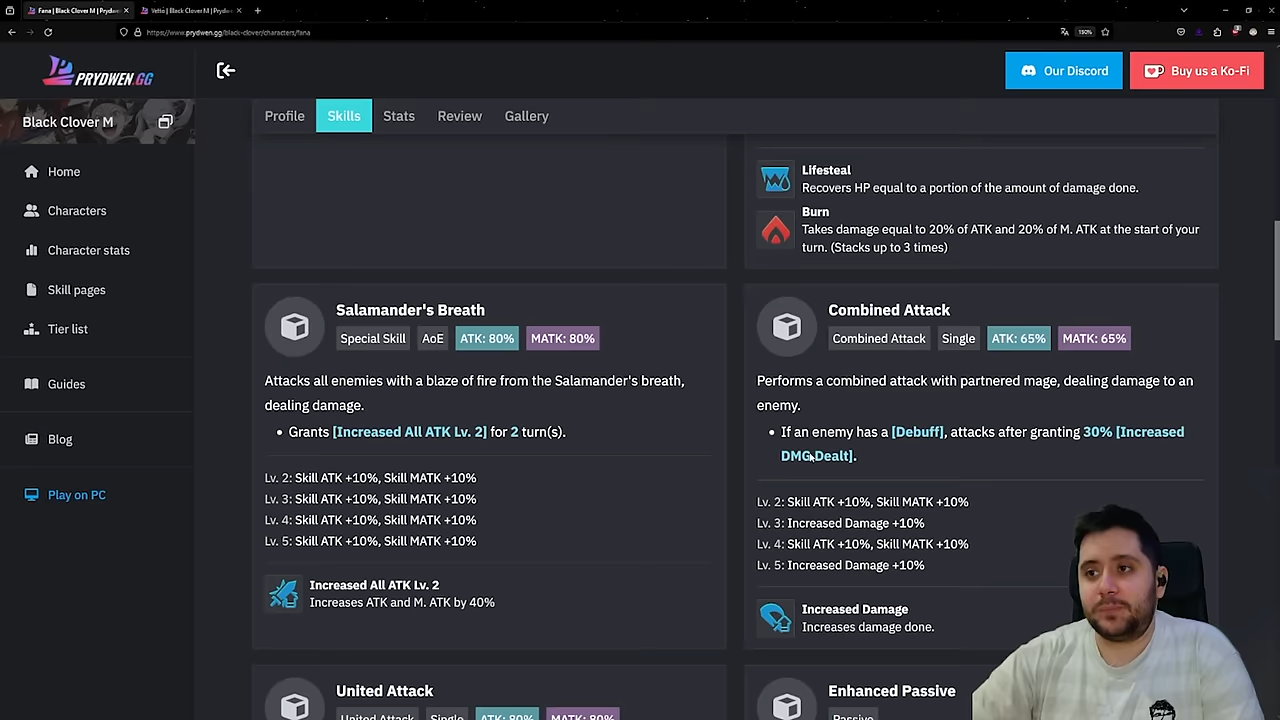 Fana | Black Clover M | Prydw
Vetto | Black Clover M | Prydwe
https://www.prydwen.gg/black-clover/characters/fana
130%
PRYDWEN.GG
Our Discord
Buy us a Ko-Fi
Black Clover M
Profile
Skills
Stats
Review
Gallery
Home
Characters
Character stats
Skill pages
Tier list
Guides
Blog
Play on PC
Lifesteal
Recovers HP equal to a portion of the amount of damage done.
Burn
Takes damage equal to 20% of ATK and 20% of M. ATK at the start of your
turn. (Stacks up to 3 times)
Salamander's Breath
Special Skill
AoE
ATK: 80%
MATK: 80%
Attacks all enemies with a blaze of fire from the Salamander's breath,
dealing damage.
• Grants [Increased All ATK Lv. 2] for 2 turn(s).
Lv. 2: Skill ATK +10%, Skill MATK +10%
Lv. 3: Skill ATK +10%, Skill MATK +10%
Lv. 4: Skill ATK +10%, Skill MATK +10%
Lv. 5: Skill ATK +10%, Skill MATK +10%
Increased All ATK Lv. 2
Increases ATK and M. ATK by 40%
Combined Attack
Combined Attack
Single
ATK: 65%
MATK: 65%
Performs a combined attack with partnered mage, dealing damage to an
enemy.
• If an enemy has a [Debuff], attacks after granting 30% [Increased
DMG Dealt].
Lv. 2: Skill ATK +10%, Skill MATK +10%
Lv. 3: Increased Damage +10%
Lv. 4: Skill ATK +10%, Skill MATK +10%
Lv. 5: Increased Damage +10%
Increased Damage
Increases damage done.
United Attack
United Attack
Single
ATK: 80%
MATK: 80%
Enhanced Passive
Passive